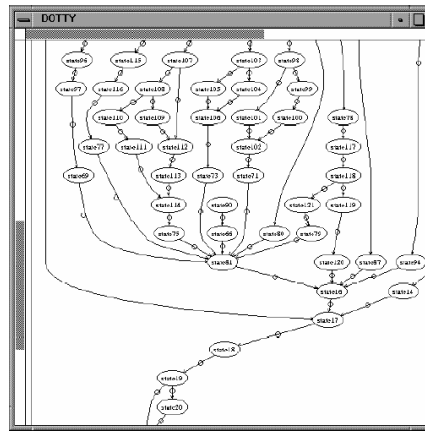 DOTTY
state96 state115 state107 state103 state98
state97 state116 state108 state105 state104 state99
state110 state109 state106 state101 state100 state78
state77 state111 state112 state102 state117
state69 state113 state73 state71 state118
state114 state90 state121 state119
state75 state66 state80 state79
state81 state120 state87 state94
state16 state14
state17
state18
state19
state20